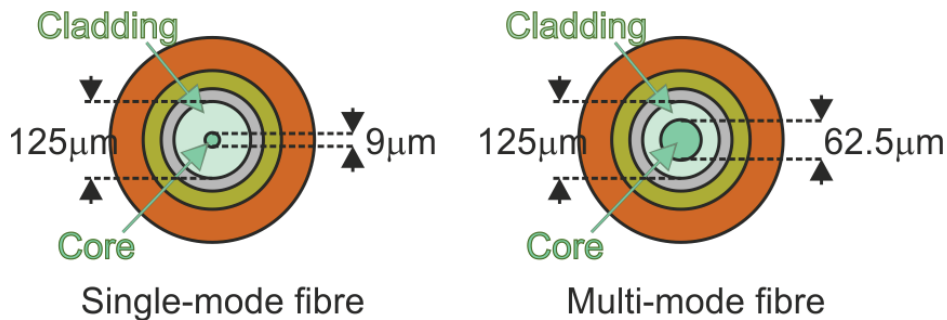 Cladding
125µm
9µm
Core
Single-mode fibre
Cladding
125µm
62.5µm
Core
Multi-mode fibre